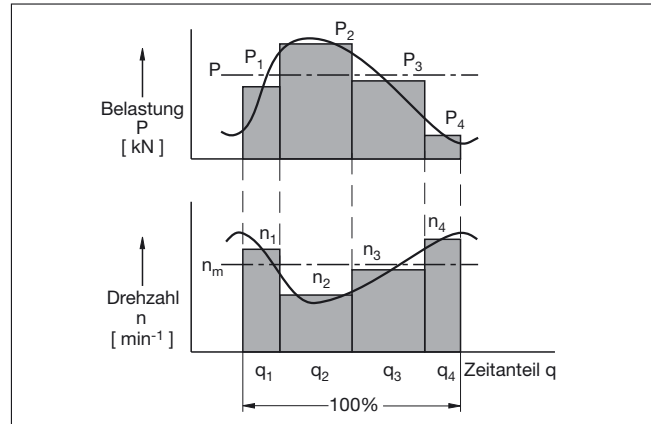 P₂
P₁
P
P₃
Belastung
P
[ kN ]
P₄
n₁
n₄
n₃
nₘ
n₂
Drehzahl
n
[ min⁻¹ ]
q₁ q₂ q₃ q₄ Zeitanteil q
100%